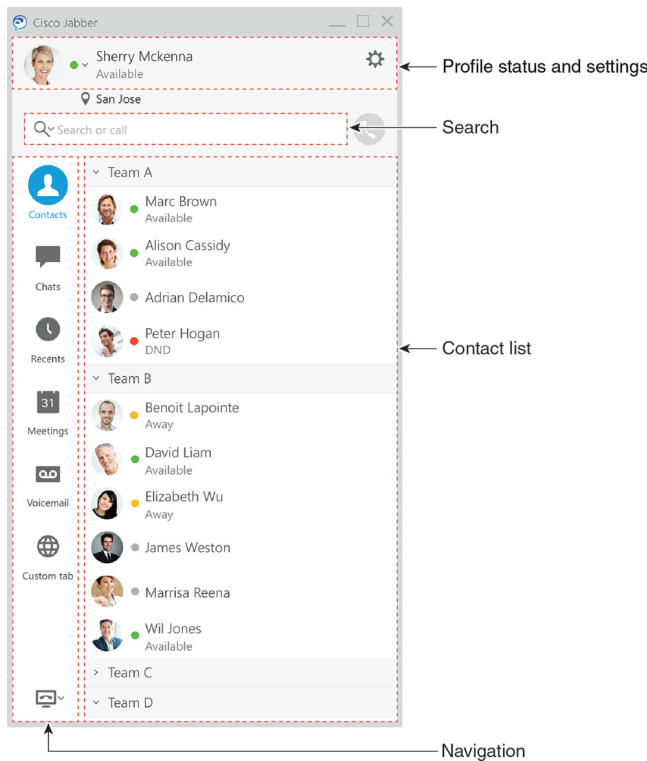 Cisco Jabber
Sherry Mckenna
Available
Profile status and settings
San Jose
Search or call
Search
Contacts
Chats
Recents
31
Meetings
Voicemail
Custom tab
Team A
Marc Brown
Available
Alison Cassidy
Available
Adrian Delamico
Peter Hogan
DND
Contact list
Team B
Benoit Lapointe
Away
David Liam
Available
Elizabeth Wu
Away
James Weston
Marrisa Reena
Wil Jones
Available
Team C
Team D
Navigation